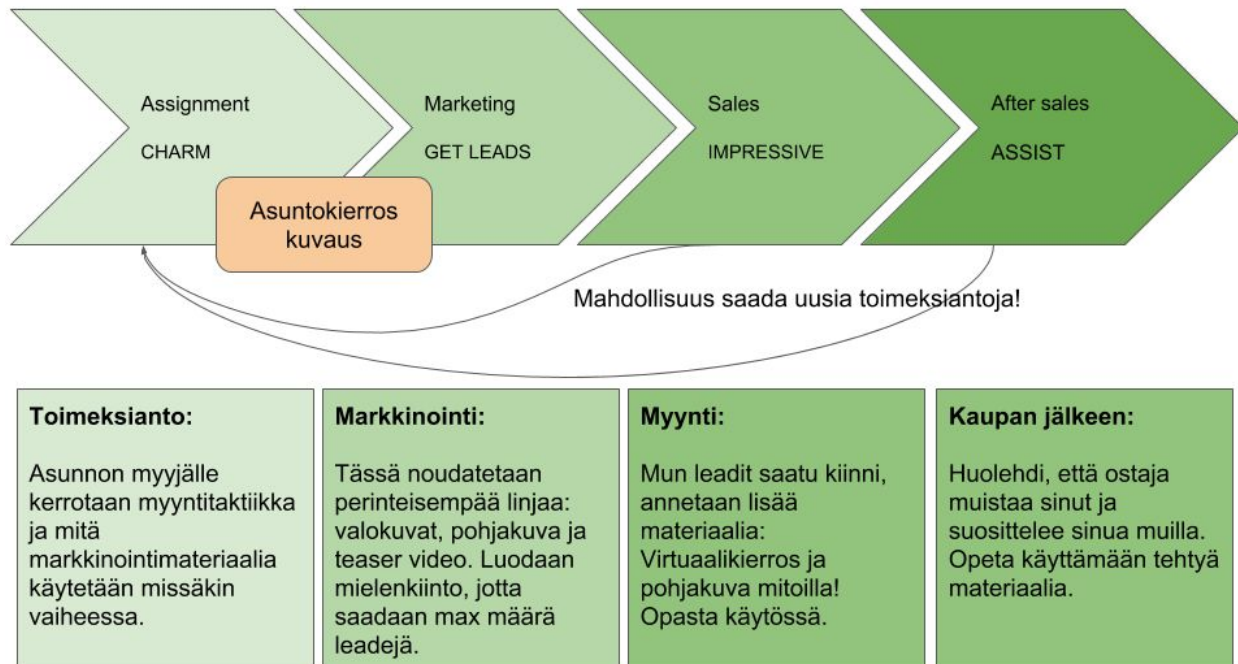 Assignment
CHARM
Marketing
GET LEADS
Sales
IMPRESSIVE
After sales
ASSIST
Asuntokierros
kuvaus
Mahdollisuus saada uusia toimeksiantoja!
Toimeksianto:
Asunnon myyjälle
kerrotaan myyntitaktiikka
ja mitä
markkinointimateriaalia
käytetään missäkin
vaiheessa.
Markkinointi:
Tässä noudatetaan
perinteisempää linjaa:
valokuvat, pohjakuva ja
teaser video. Luodaan
mielenkiinto, jotta
saadaan max määrä
leadejä.
Myynti:
Mun leadit saatu kiinni,
annetaan lisää
materiaalia:
Virtuaalikierros ja
pohjakuva mitoilla!
Opasta käytössä.
Kaupan jälkeen:
Huolehdi, että ostaja
muistaa sinut ja
suosittelee sinua muilla.
Opeta käyttämään tehtyä
materiaalia.